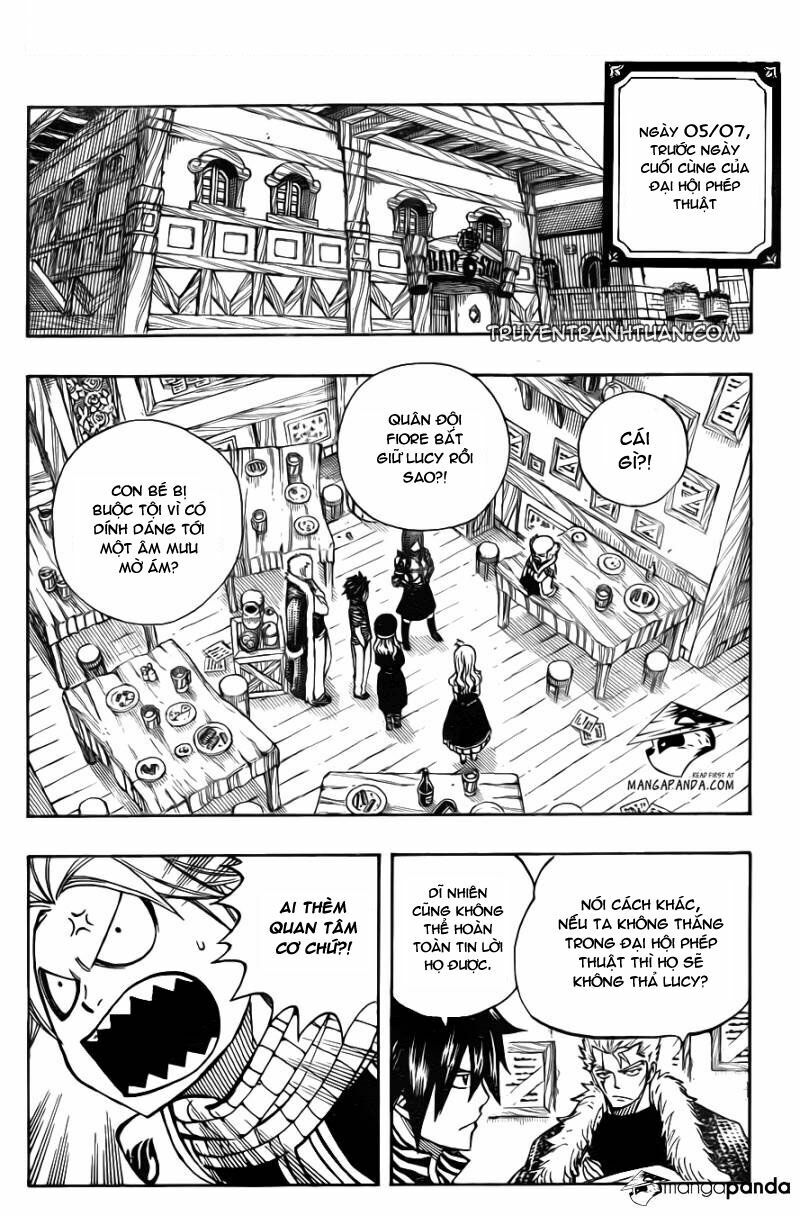 NGÀY 05/07,
TRƯỚC NGÀY
CUỐI CÙNG CỦA
ĐẠI HỘI PHÉP
THUẬT
BAR SUN
TRUYENTRANHTUAN.COM
CÁI
GÌ?!
QUÂN ĐỘI
FIORE BẮT
GIỮ LUCY RỒI
SAO?!
CON BÉ BỊ
BUỘC TỘI VÌ CÓ
DÍNH DÁNG TỚI
MỘT ÂM MƯU
MỜ ÁM?
READ FIRST AT
MANGAPANDA.COM
NÓI CÁCH KHÁC,
NẾU TA KHÔNG THẮNG
TRONG ĐẠI HỘI PHÉP
THUẬT THÌ HỌ SẼ
KHÔNG THẢ LUCY?
DĨ NHIÊN
CŨNG KHÔNG
THỂ HOÀN
TOÀN TIN LỜI
HỌ ĐƯỢC.
AI THÈM
QUAN TÂM
CƠ CHỨ?!
mangapanda